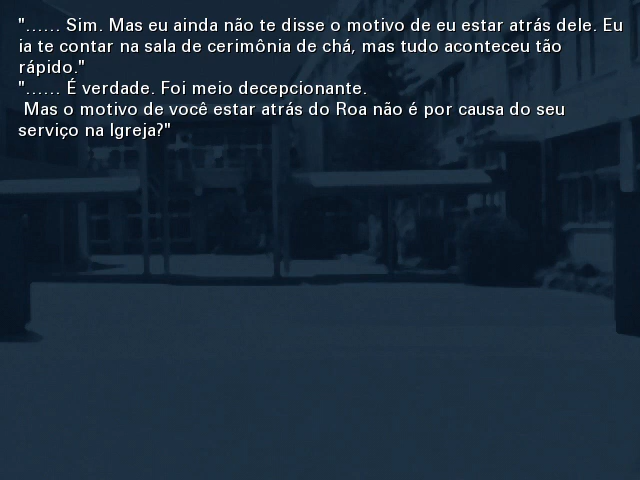 "...... Sim. Mas eu ainda não te disse o motivo de eu estar atrás dele. Eu
ia te contar na sala de cerimônia de chá, mas tudo aconteceu tão
rápido."
"...... É verdade. Foi meio decepcionante.
Mas o motivo de você estar atrás do Roa não é por causa do seu
serviço na Igreja?"